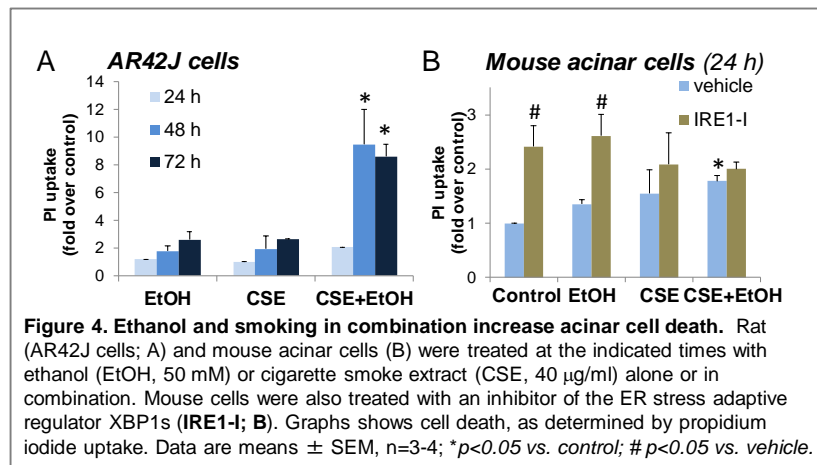 A AR42J cells
B Mouse acinar cells (24 h)
PI uptake
(fold over control)
14
12
10
8
6
4
2
0
24 h
48 h
72 h
*
*
EtOH CSE CSE+EtOH
PI uptake
(fold over control)
3
2
1
0
vehicle
IRE1-I
#
#
*
Control EtOH CSE CSE+EtOH
Figure 4. Ethanol and smoking in combination increase acinar cell death. Rat
(AR42J cells; A) and mouse acinar cells (B) were treated at the indicated times with
ethanol (EtOH, 50 mM) or cigarette smoke extract (CSE, 40 μg/ml) alone or in
combination. Mouse cells were also treated with an inhibitor of the ER stress adaptive
regulator XBP1s (IRE1-I; B). Graphs shows cell death, as determined by propidium
iodide uptake. Data are means ± SEM, n=3-4; *p<0.05 vs. control; # p<0.05 vs. vehicle.